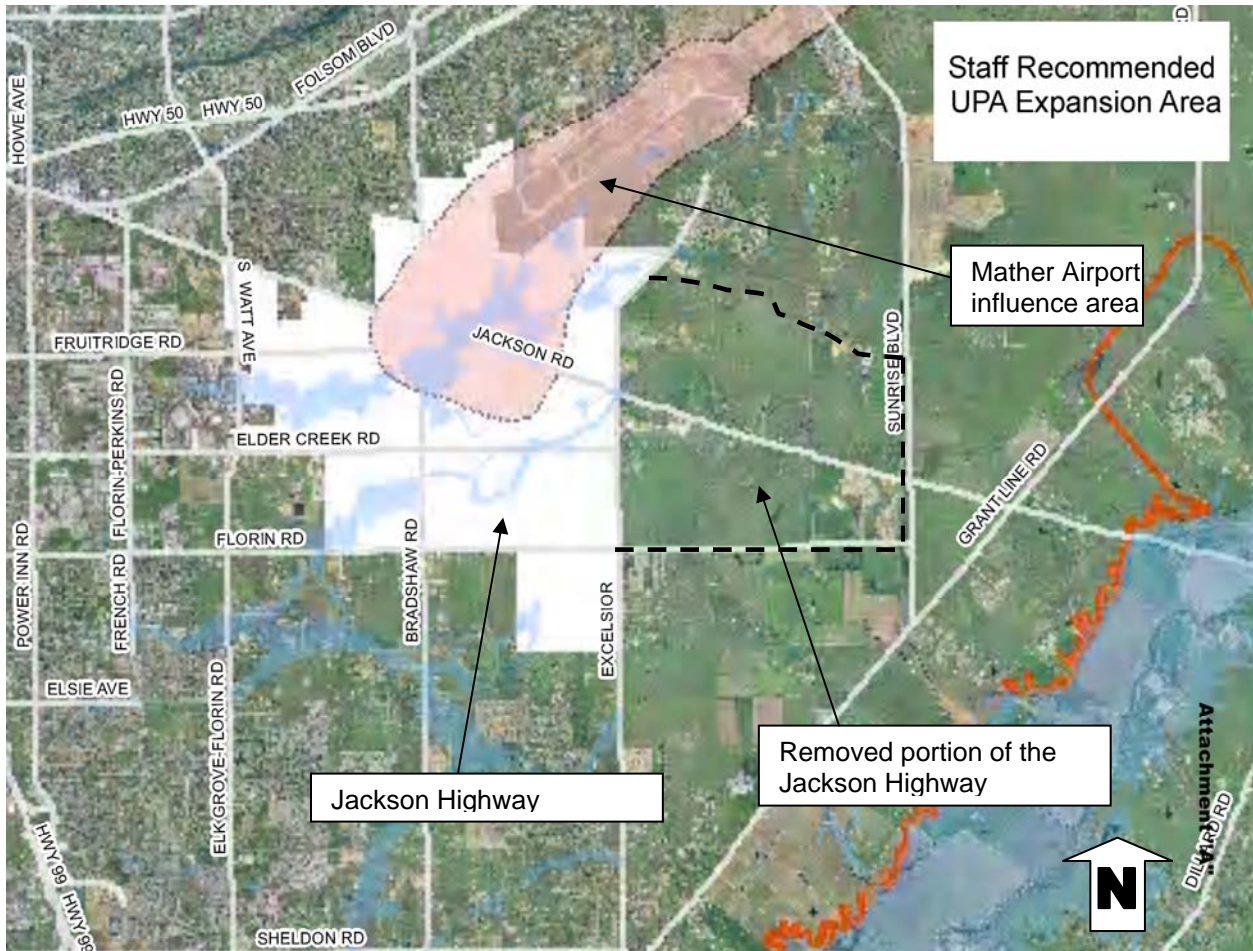 Staff Recommended
UPA Expansion Area
HOWE AVE
HWY 50
HWY 50
FOLSOM BLVD
S WATT AVE
Mather Airport
influence area
JACKSON RD
FRUITRIDGE RD
FLORIN-PERKINS RD
SUNRISE BLVD
ELDER CREEK RD
GRANT LINE RD
FLORIN RD
POWER INN RD
FRENCH RD
BRADSHAW RD
EXCELSIOR
ELSIE AVE
ELK GROVE-FLORIN RD
Removed portion of the
Jackson Highway
Jackson Highway
Attachment "A"
DILLARD RD
HWY 99
HWY 99
N
SHELDON RD